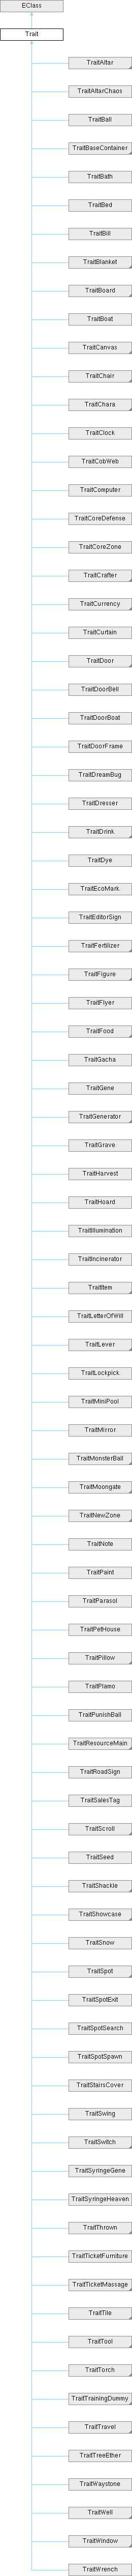 EClass
Trait
TraitAltar
TraitAltarChaos
TraitBall
TraitBaseContainer
TraitBath
TraitBed
TraitBill
TraitBlanket
TraitBoard
TraitBoat
TraitCanvas
TraitChair
TraitChara
TraitClock
TraitCobWeb
TraitComputer
TraitCoreDefense
TraitCoreZone
TraitCrafter
TraitCurrency
TraitCurtain
TraitDoor
TraitDoorBell
TraitDoorBoat
TraitDoorFrame
TraitDreamBug
TraitDresser
TraitDrink
TraitDye
TraitEcoMark
TraitEditorSign
TraitFertilizer
TraitFigure
TraitFlyer
TraitFood
TraitGacha
TraitGene
TraitGenerator
TraitGrave
TraitHarvest
TraitHoard
TraitIllumination
TraitIncinerator
TraitItem
TraitLetterOfWill
TraitLever
TraitLockpick
TraitMiniPool
TraitMirror
TraitMonsterBall
TraitMoongate
TraitNewZone
TraitNote
TraitPaint
TraitParasol
TraitPetHouse
TraitPillow
TraitPlamo
TraitPunishBall
TraitResourceMain
TraitRoadSign
TraitSalesTag
TraitScroll
TraitSeed
TraitShackle
TraitShowcase
TraitSnow
TraitSpot
TraitSpotExit
TraitSpotSearch
TraitSpotSpawn
TraitStairsCover
TraitSwing
TraitSwitch
TraitSyringeGene
TraitSyringeHeaven
TraitThrown
TraitTicketFurniture
TraitTicketMassage
TraitTile
TraitTool
TraitTorch
TraitTrainingDummy
TraitTravel
TraitTreeEther
TraitWaystone
TraitWell
TraitWindow
TraitWrench